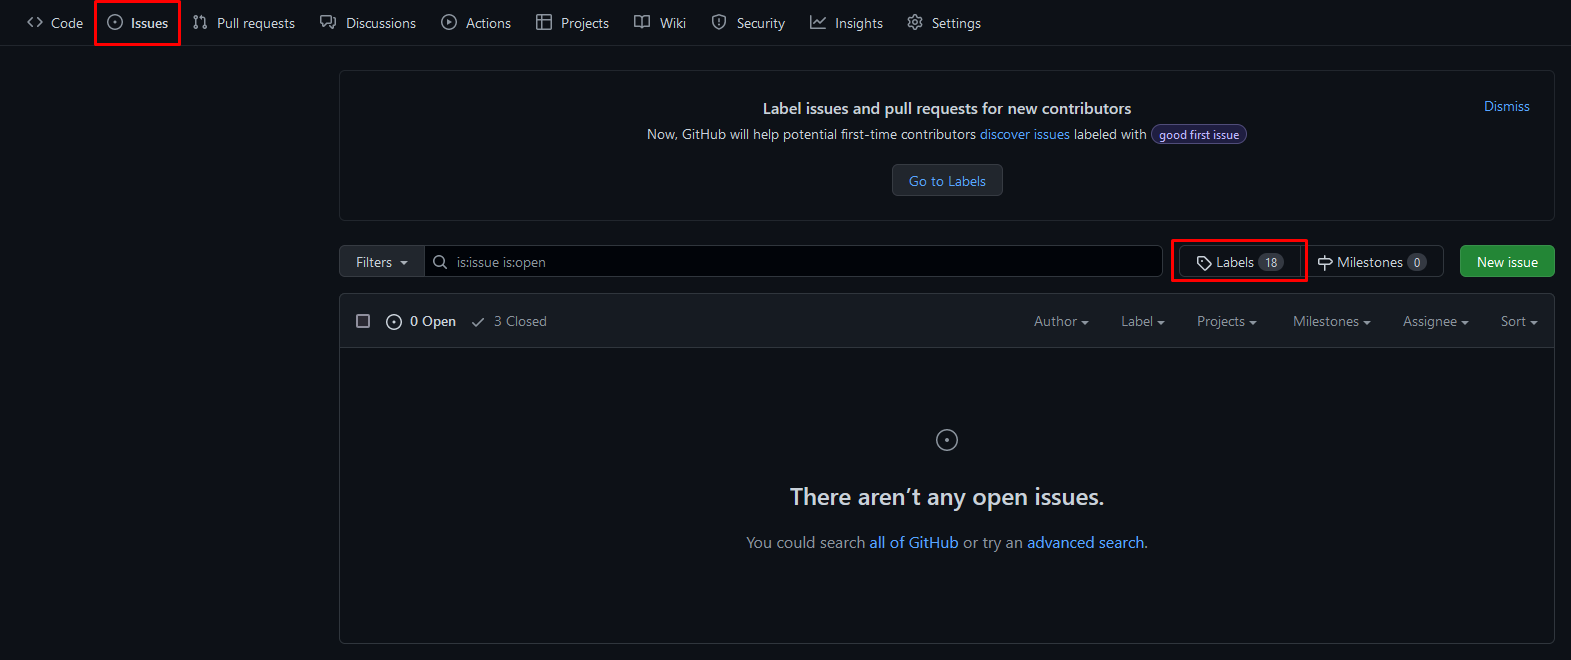 Code Issues Pull requests Discussions Actions Projects Wiki Security Insights Settings
Label issues and pull requests for new contributors
Dismiss
Now, GitHub will help potential first-time contributors discover issues labeled with good first issue
Go to Labels
Filters is:issue is:open Labels 18 Milestones 0 New issue
0 Open 3 Closed Author Label Projects Milestones Assignee Sort
There aren’t any open issues.
You could search all of GitHub or try an advanced search.